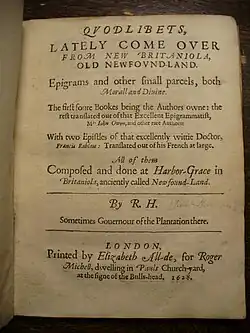 QVODLIBETS,
LATELY COME OVER
FROM NEW BRITANIOLA,
OLD NEWFOVNDLAND.
Epigrams and other small parcels, both
Morall and Divine.
The first foure Bookes being the Authors owne: the
rest translated out of that Excellent Epigrammatist,
Mr. Iohn Owen, and other rare Authors:
With two Epistles of that excellently wittie Doctor,
Francis Rablais: Translated out of his French at large.
All of them
Composed and done at Harbor-Grace in
Britaniola, anciently called Newfound-Land.
By R. H.
Sometimes Gouernour of the Plantation there.
LONDON,
Printed by Elizabeth All-de, for Roger
Michell, dwelling in Pauls Church-yard,
at the signe of the Bulls-head. 1628.